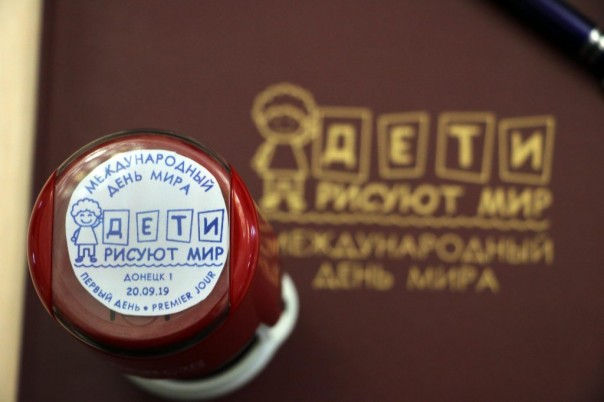 МЕЖДУНАРОДНЫЙ
ДЕНЬ МИРА
ДЕТИ
РИСУЮТ МИР
ДОНЕЦК 1
20.09.19
ПЕРВЫЙ ДЕНЬ • PREMIER JOUR
ДЕТИ
РИСУЮТ МИР
МЕЖДУНАРОДНЫЙ
ДЕНЬ МИРА